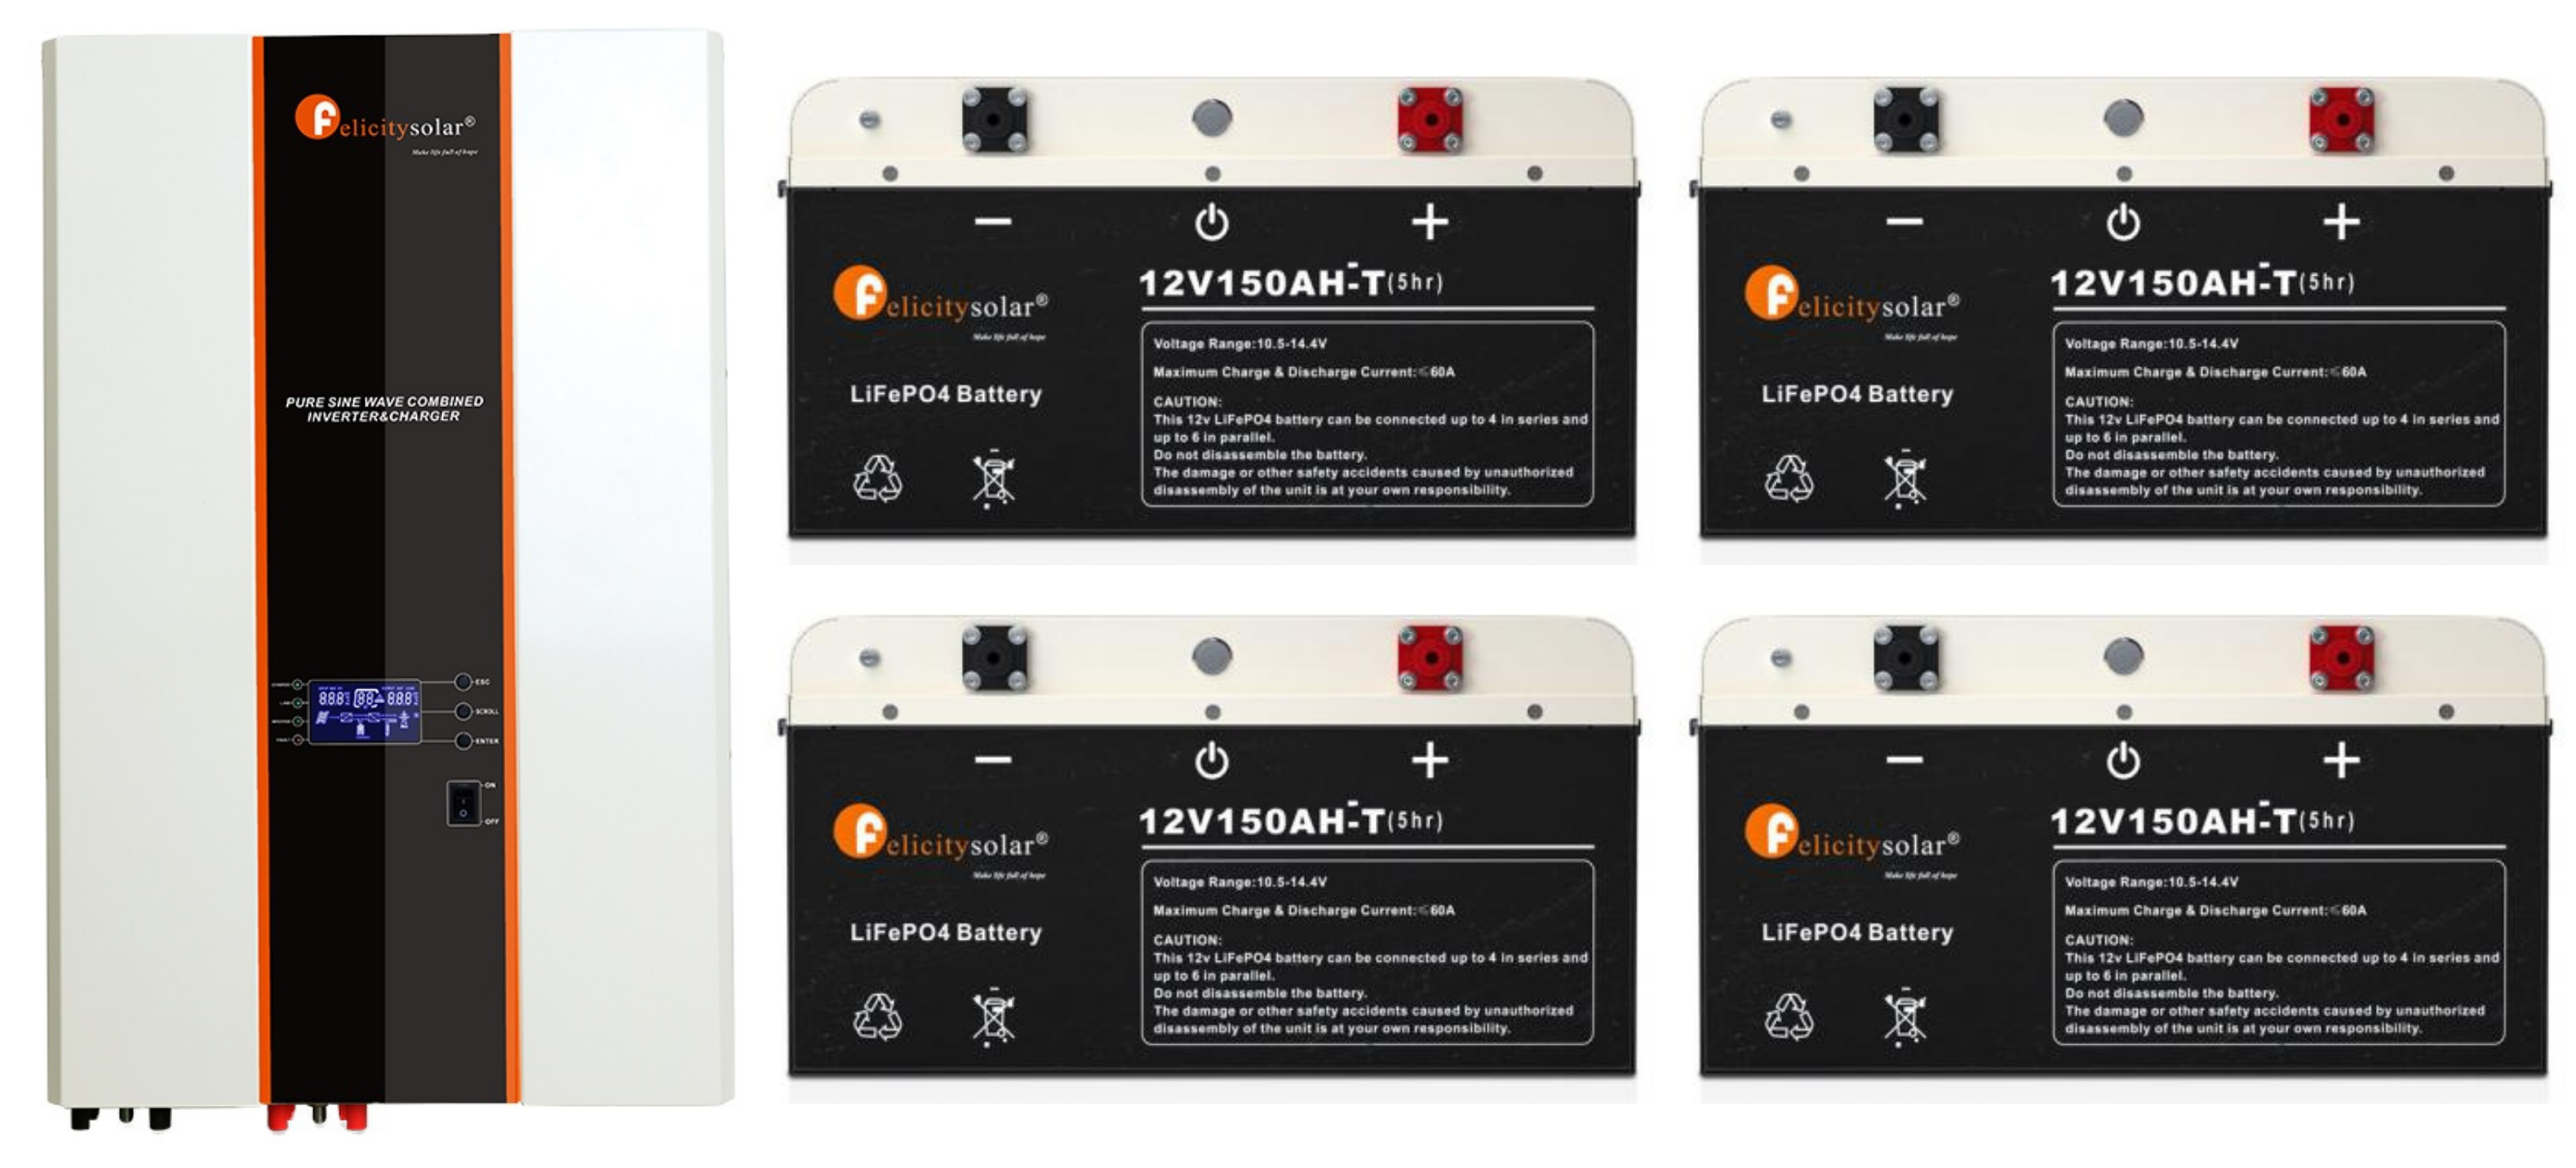 felicitysolar®
Make life full of hope
PURE SINE WAVE COMBINED
INVERTER&CHARGER
888 88 888
ESC
SCROLL
ENTER
ON
OFF
12V150AH-T(5hr)
felicitysolar®
Make life full of hope
Voltage Range:10.5-14.4V
Maximum Charge & Discharge Current:≤60A
LiFePO4 Battery
CAUTION:
This 12v LiFePO4 battery can be connected up to 4 in series and
up to 6 in parallel.
Do not disassemble the battery.
The damage or other safety accidents caused by unauthorized
disassembly of the unit is at your own responsibility.
12V150AH-T(5hr)
felicitysolar®
Make life full of hope
Voltage Range:10.5-14.4V
Maximum Charge & Discharge Current:≤60A
LiFePO4 Battery
CAUTION:
This 12v LiFePO4 battery can be connected up to 4 in series and
up to 6 in parallel.
Do not disassemble the battery.
The damage or other safety accidents caused by unauthorized
disassembly of the unit is at your own responsibility.
12V150AH-T(5hr)
felicitysolar®
Make life full of hope
Voltage Range:10.5-14.4V
Maximum Charge & Discharge Current:≤60A
LiFePO4 Battery
CAUTION:
This 12v LiFePO4 battery can be connected up to 4 in series and
up to 6 in parallel.
Do not disassemble the battery.
The damage or other safety accidents caused by unauthorized
disassembly of the unit is at your own responsibility.
12V150AH-T(5hr)
felicitysolar®
Make life full of hope
Voltage Range:10.5-14.4V
Maximum Charge & Discharge Current:≤60A
LiFePO4 Battery
CAUTION:
This 12v LiFePO4 battery can be connected up to 4 in series and
up to 6 in parallel.
Do not disassemble the battery.
The damage or other safety accidents caused by unauthorized
disassembly of the unit is at your own responsibility.